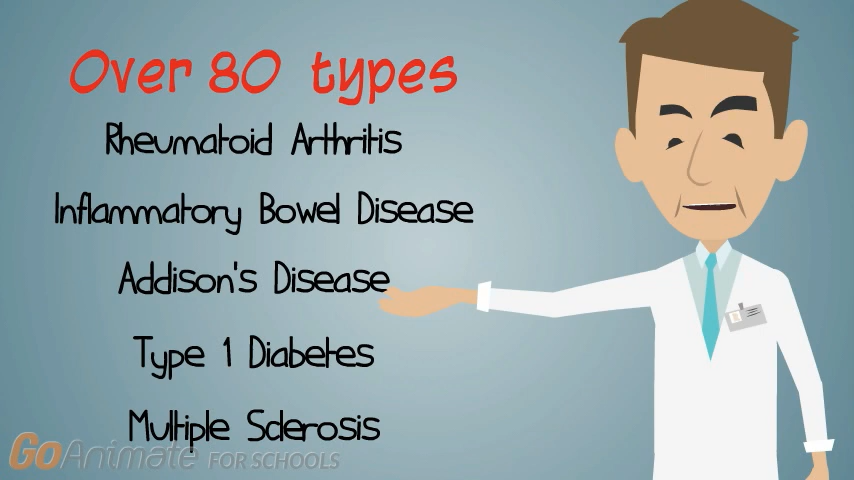 Over 80 types
Rheumatoid Arthritis
Inflammatory Bowel Disease
Addison's Disease
Type 1 Diabetes
Multiple Sclerosis
GoAnimate FOR SCHOOLS